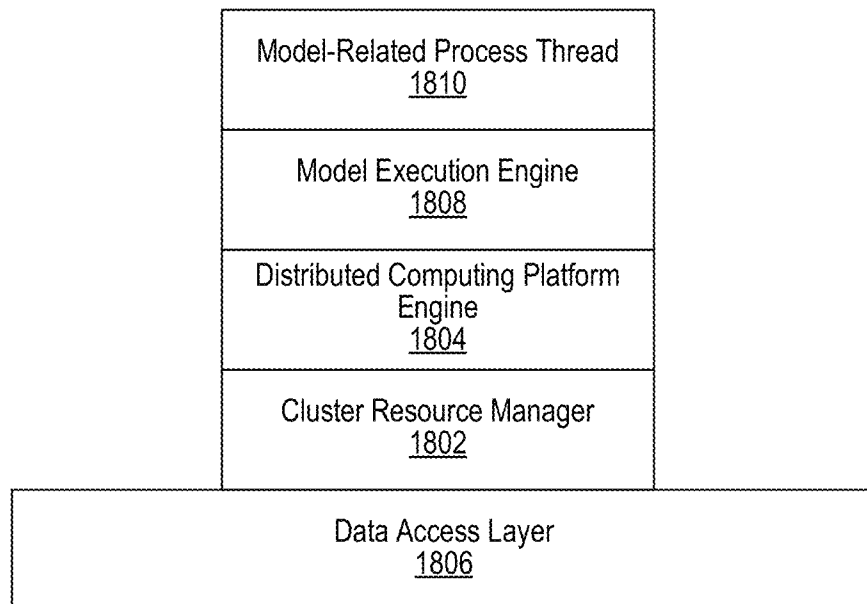 Model-Related Process Thread
1810
Model Execution Engine
1808
Distributed Computing Platform
Engine
1804
Cluster Resource Manager
1802
Data Access Layer
1806